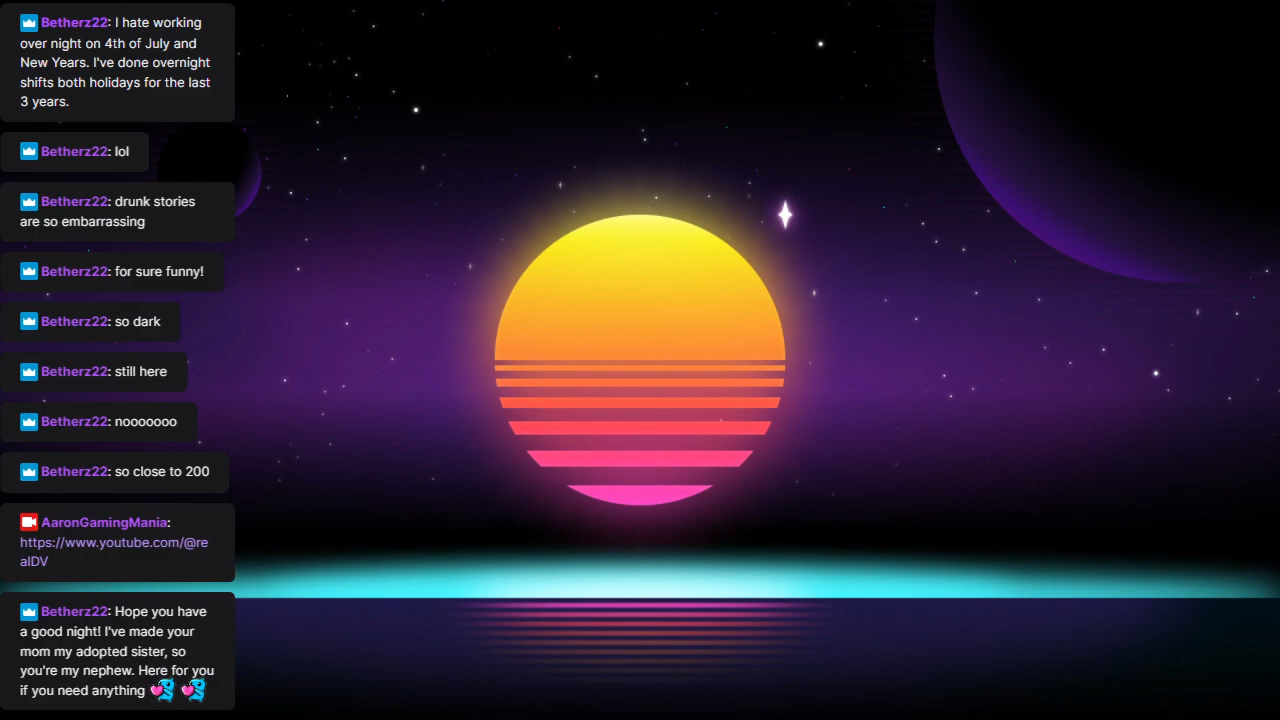 Betherz22: I hate working
over night on 4th of July and
New Years. I've done overnight
shifts both holidays for the last
3 years.
Betherz22: lol
Betherz22: drunk stories
are so embarrassing
Betherz22: for sure funny!
Betherz22: so dark
Betherz22: still here
Betherz22: nooooooo
Betherz22: so close to 200
AaronGamingMania:
https://www.youtube.com/@re
alDV
Betherz22: Hope you have
a good night! I've made your
mom my adopted sister, so
you're my nephew. Here for you
if you need anything